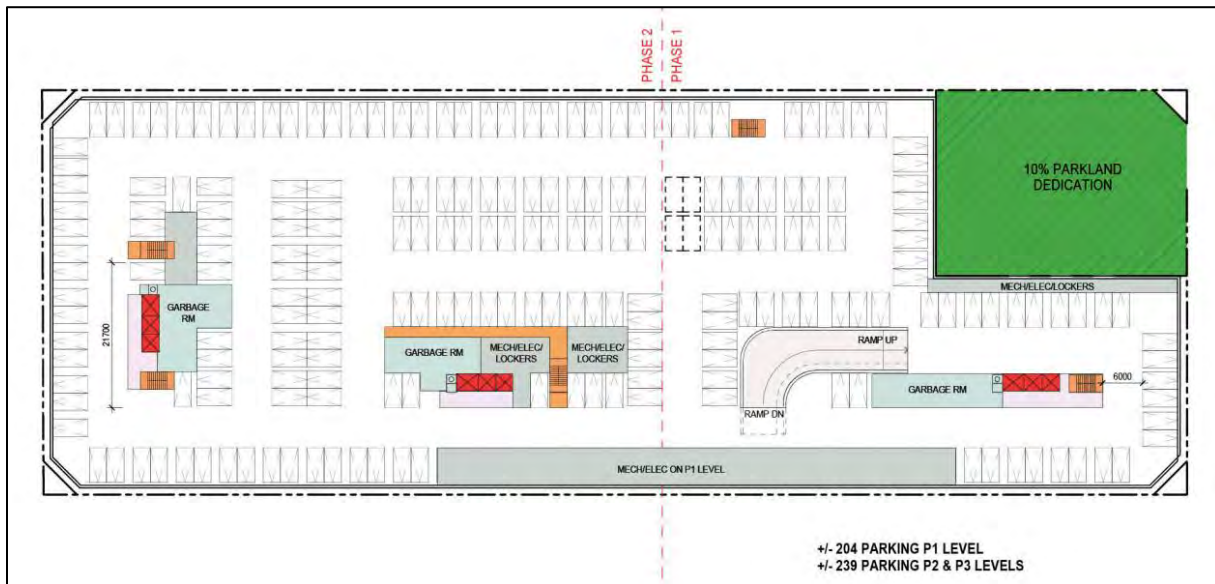 PHASE 2
PHASE 1
10% PARKLAND
DEDICATION
MECH/ELEC/LOCKERS
21700
GARBAGE
RM
GARBAGE RM
MECH/ELEC/
LOCKERS
MECH/ELEC/
LOCKERS
RAMP UP
GARBAGE RM
6000
RAMP DN
MECH/ELEC ON P1 LEVEL
+/- 204 PARKING P1 LEVEL
+/- 239 PARKING P2 & P3 LEVELS